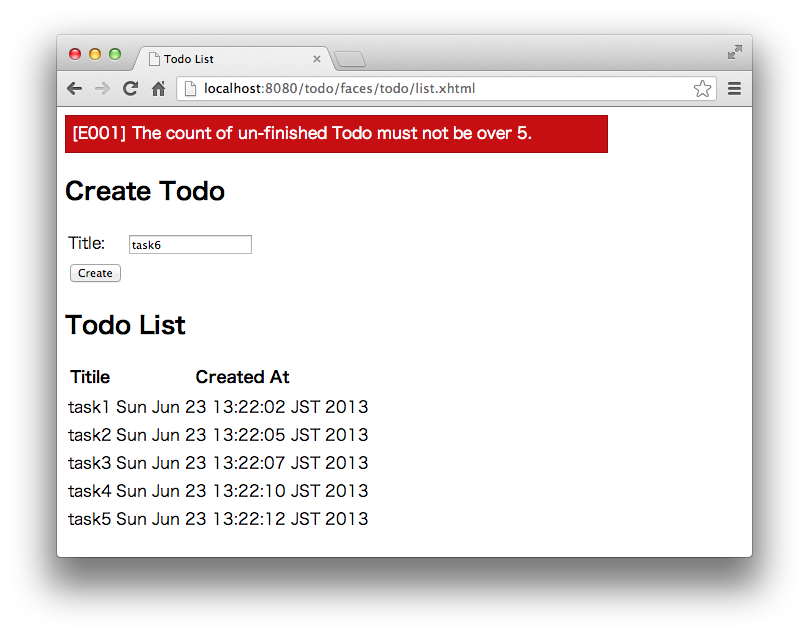 Todo List
localhost:8080/todo/faces/todo/list.xhtml
[E001] The count of un-finished Todo must not be over 5.
Create Todo
Title: task6
Create
Todo List
Titile Created At
task1 Sun Jun 23 13:22:02 JST 2013
task2 Sun Jun 23 13:22:05 JST 2013
task3 Sun Jun 23 13:22:07 JST 2013
task4 Sun Jun 23 13:22:10 JST 2013
task5 Sun Jun 23 13:22:12 JST 2013